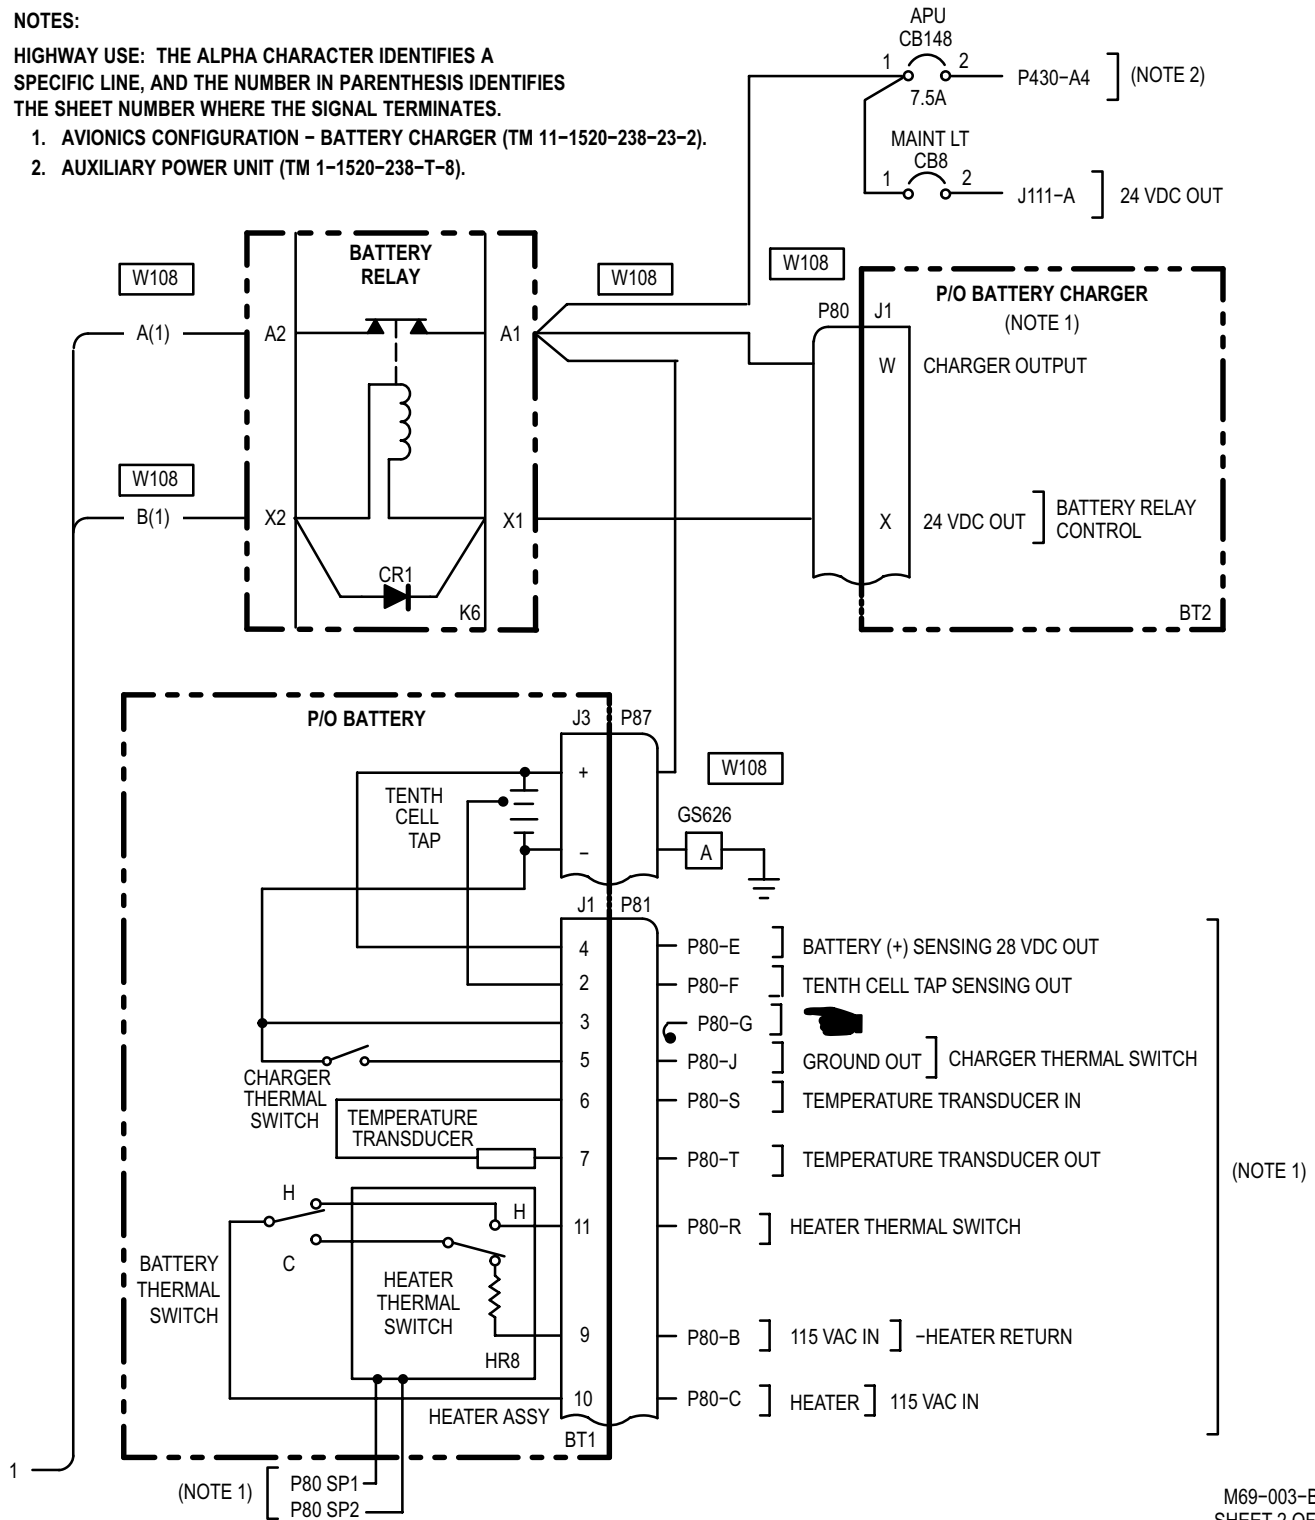 NOTES:
HIGHWAY USE: THE ALPHA CHARACTER IDENTIFIES A
SPECIFIC LINE, AND THE NUMBER IN PARENTHESIS IDENTIFIES
THE SHEET NUMBER WHERE THE SIGNAL TERMINATES.
1. AVIONICS CONFIGURATION − BATTERY CHARGER (TM 11−1520−238−23−2).
2. AUXILIARY POWER UNIT (TM 1−1520−238−T−8).
APU
CB148
1 2
7.5A
P430−A4 (NOTE 2)
MAINT LT
CB8
1 2
J111−A 24 VDC OUT
BATTERY
RELAY
W108
W108
W108
A(1) A2 A1
W108
B(1) X2 X1
CR1
K6
P/O BATTERY CHARGER
(NOTE 1)
P80 J1
W CHARGER OUTPUT
X 24 VDC OUT BATTERY RELAY
CONTROL
BT2
P/O BATTERY
J3 P87
+
W108
TENTH
CELL
TAP
GS626
−
A
J1 P81
4 P80−E BATTERY (+) SENSING 28 VDC OUT
2 P80−F TENTH CELL TAP SENSING OUT
3 P80−G
5 P80−J GROUND OUT CHARGER THERMAL SWITCH
CHARGER
THERMAL
SWITCH
6 P80−S TEMPERATURE TRANSDUCER IN
TEMPERATURE
TRANSDUCER
7 P80−T TEMPERATURE TRANSDUCER OUT
(NOTE 1)
H H
11 P80−R HEATER THERMAL SWITCH
C
BATTERY
THERMAL
SWITCH
HEATER
THERMAL
SWITCH
9 P80−B 115 VAC IN −HEATER RETURN
HR8
10 P80−C HEATER 115 VAC IN
HEATER ASSY
BT1
1
(NOTE 1) P80 SP1
P80 SP2
M69−003−B
SHEET 2 OF